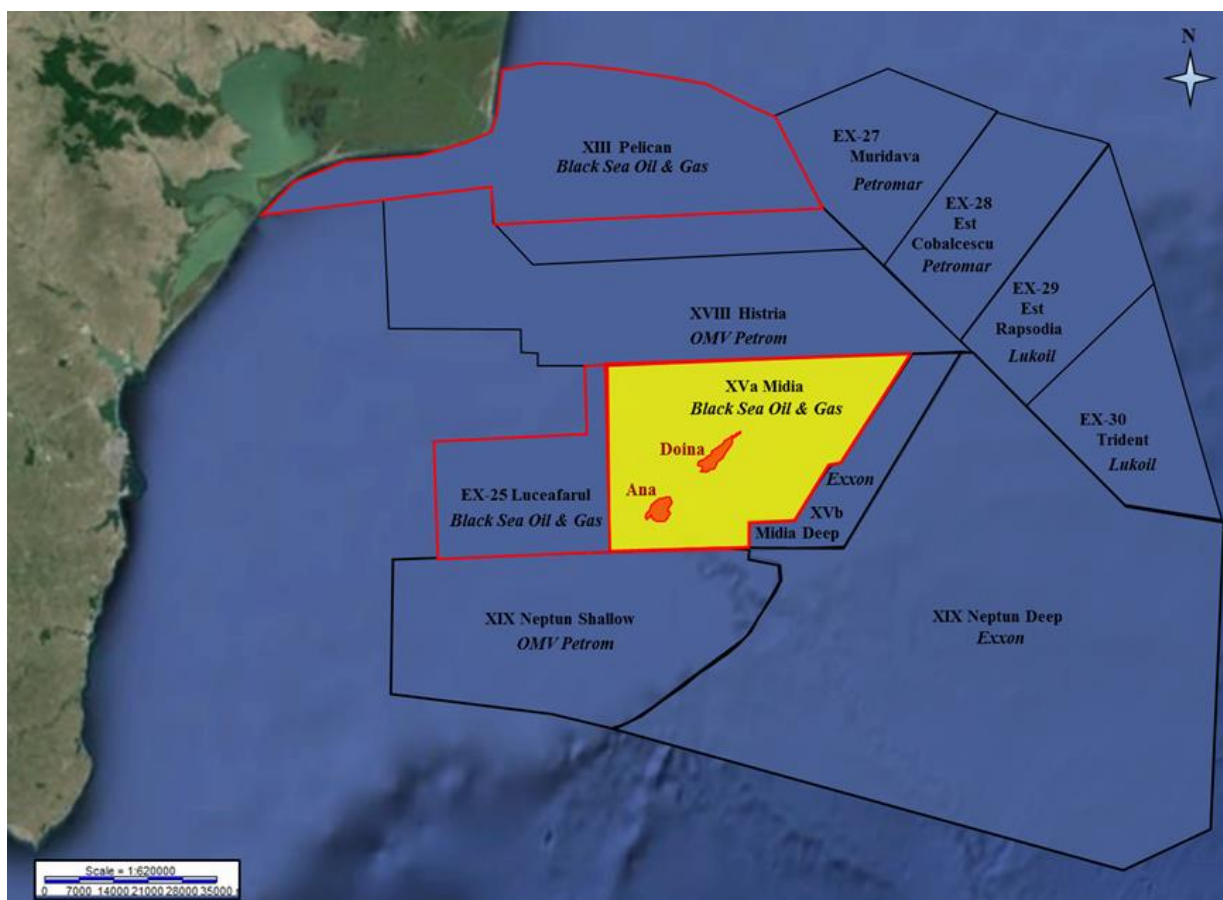 N
XIII Pelican
Black Sea Oil & Gas
EX-27
Muridava
Petromar
EX-28
Est
Cobalcescu
Petromar
EX-29
Est
Rapsodia
Lukoil
EX-30
Trident
Lukoil
XVIII Histria
OMV Petrom
XVa Midia
Black Sea Oil & Gas
Doina
Ana
EX-25 Luceafarul
Black Sea Oil & Gas
Exxon
XVb
Midia Deep
XIX Neptun Shallow
OMV Petrom
XIX Neptun Deep
Exxon
Scale = 1:620000
0 7000 14000 21000 28000 35000